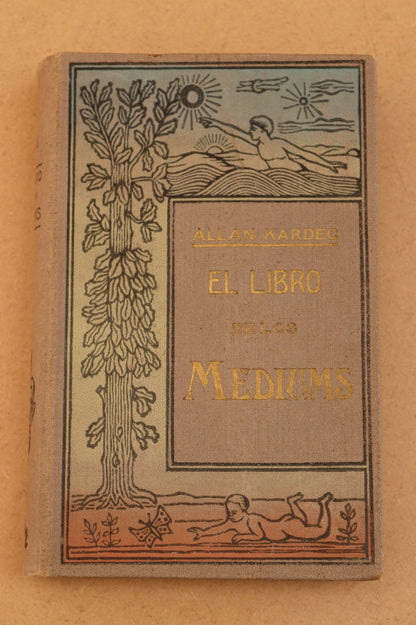 ALLAN KARDEC
EL LIBRO
DE LOS
MEDIUMS